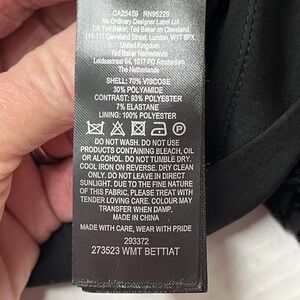 CA25459 RN95228
No Ordinary Designer Label Ltd.
T/A Ted Baker, Ted Baker on Cleveland,
111-117 Cleveland Street, London, W1T 6PX,
United Kingdom
Ted Baker Netherlands
Leidsestraat 64, 1017 PD Amsterdam
The Netherlands
SHELL: 70% VISCOSE
30% POLYAMIDE
CONTRAST: 93% POLYESTER
7% ELASTANE
LINING: 100% POLYESTER
P
DO NOT WASH. DO NOT USE
PRODUCTS CONTAINING BLEACH, OIL
OR ALCOHOL. DO NOT TUMBLE DRY.
COOL IRON ON REVERSE. DRY CLEAN
ONLY. DO NOT LEAVE IN DIRECT
SUNLIGHT. DUE TO THE FINE NATURE
OF THIS FABRIC, PLEASE TREAT WITH
TENDER LOVING CARE. COLOUR MAY
TRANSFER WHEN DAMP.
MADE IN CHINA
MADE WITH CARE, WEAR WITH PRIDE
293372
273523 WMT BETTIAT